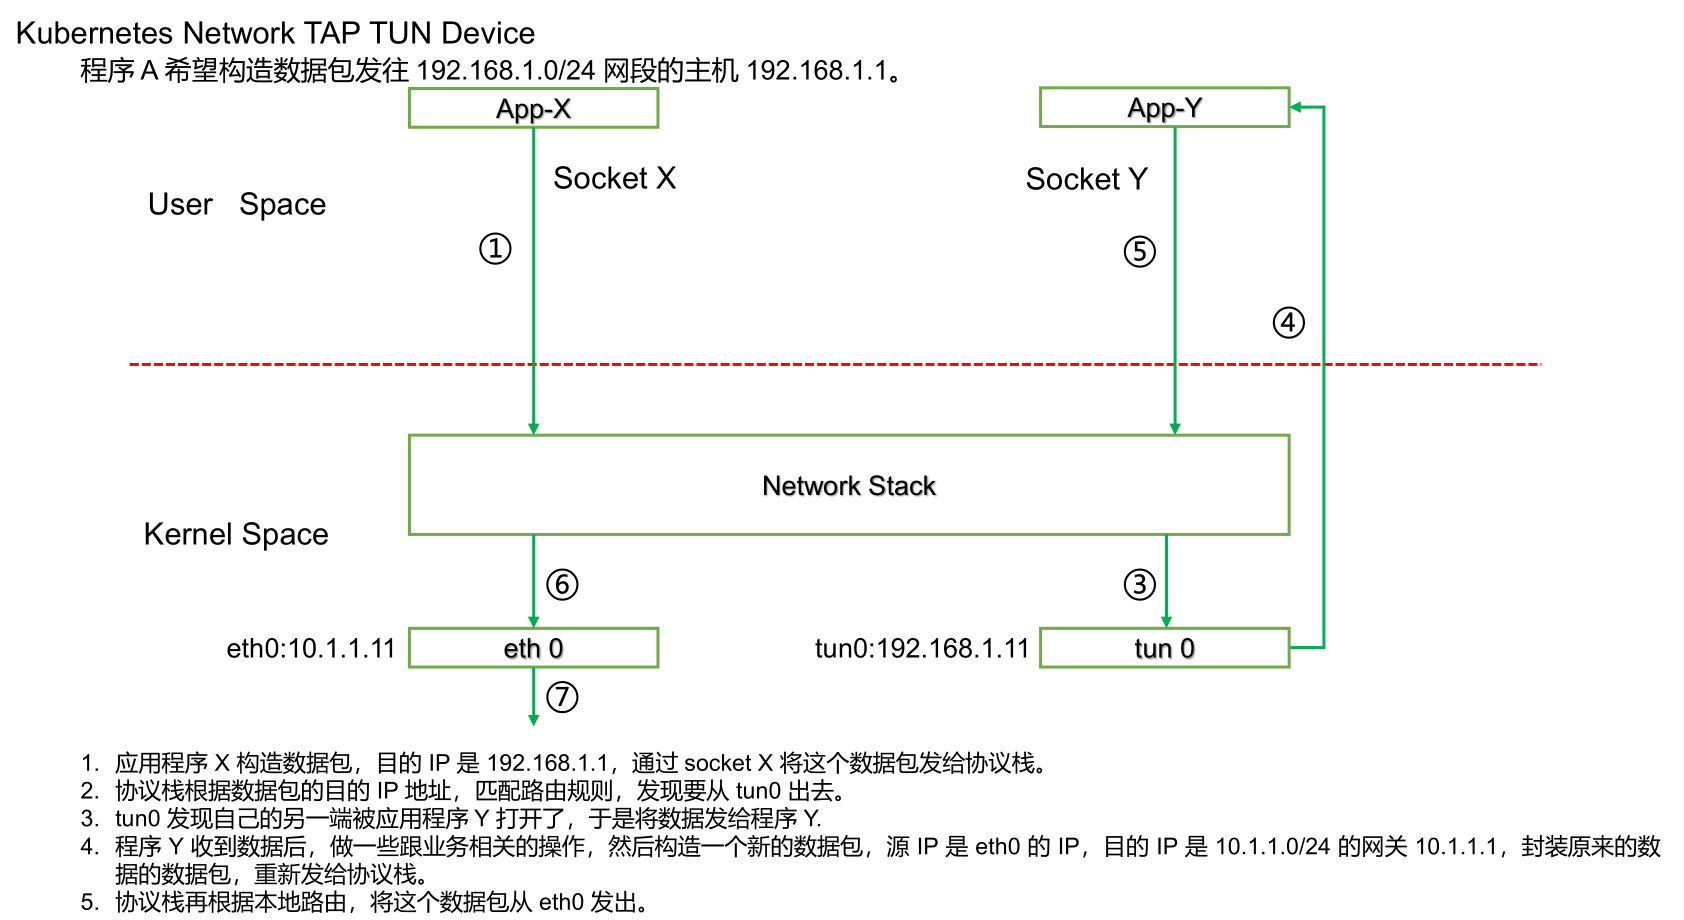 Kubernetes Network TAP TUN Device
程序 A 希望构造数据包发往 192.168.1.0/24 网段的主机 192.168.1.1。
App-X
App-Y
Socket X
Socket Y
User Space
①
⑤
④
Network Stack
Kernel Space
⑥
③
eth0:10.1.1.11
eth 0
tun0:192.168.1.11
tun 0
⑦
1. 应用程序 X 构造数据包，目的 IP 是 192.168.1.1，通过 socket X 将这个数据包发给协议栈。
2. 协议栈根据数据包的目的 IP 地址，匹配路由规则，发现要从 tun0 出去。
3. tun0 发现自己的另一端被应用程序 Y 打开了，于是将数据发给程序 Y.
4. 程序 Y 收到数据后，做一些跟业务相关的操作，然后构造一个新的数据包，源 IP 是 eth0 的 IP，目的 IP 是 10.1.1.0/24 的网关 10.1.1.1，封装原来的数
据的数据包，重新发给协议栈。
5. 协议栈再根据本地路由，将这个数据包从 eth0 发出。